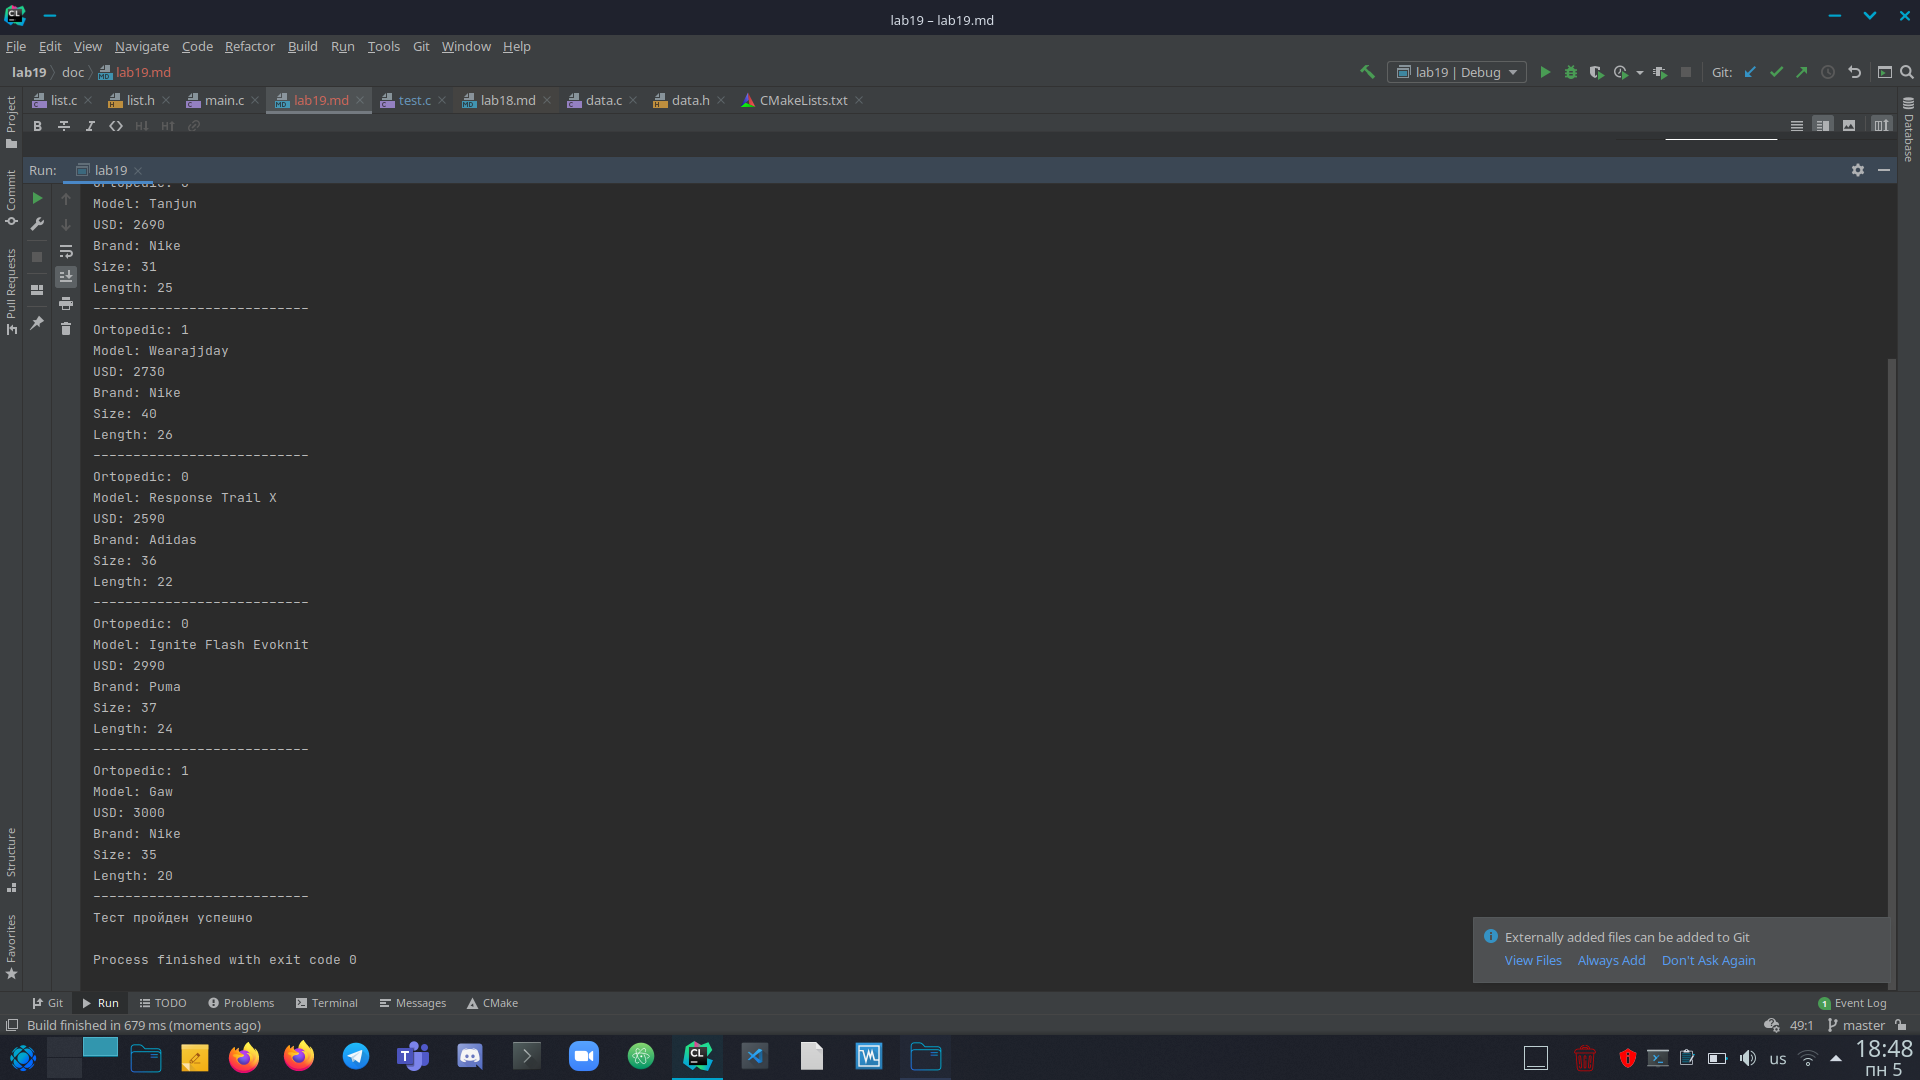 lab19 – lab19.md
File Edit View Navigate Code Refactor Build Run Tools Git Window Help
lab19 doc lab19.md
lab19 | Debug
Git:
list.c list.h main.c lab19.md test.c lab18.md data.c data.h CMakeLists.txt
Project
Commit
Pull Requests
Structure
Favorites
Database
Run: lab19
Ortopedic: 0
Model: Tanjun
USD: 2690
Brand: Nike
Size: 31
Length: 25
---------------------------
Ortopedic: 1
Model: Wearajjday
USD: 2730
Brand: Nike
Size: 40
Length: 26
---------------------------
Ortopedic: 0
Model: Response Trail X
USD: 2590
Brand: Adidas
Size: 36
Length: 22
---------------------------
Ortopedic: 0
Model: Ignite Flash Evoknit
USD: 2990
Brand: Puma
Size: 37
Length: 24
---------------------------
Ortopedic: 1
Model: Gaw
USD: 3000
Brand: Nike
Size: 35
Length: 20
---------------------------
Тест пройден успешно
Process finished with exit code 0
Externally added files can be added to Git
View Files Always Add Don't Ask Again
Git Run TODO Problems Terminal Messages CMake
1 Event Log
Build finished in 679 ms (moments ago)
49:1 master
us
18:48
пн 5